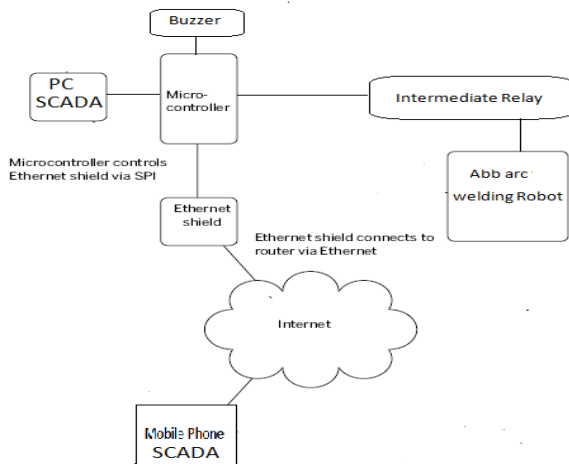 Buzzer
PC
SCADA
Micro-
controller
Intermediate Relay
Microcontroller controls
Ethernet shield via SPI
Abb arc
welding Robot
Ethernet
shield
Ethernet shield connects to
router via Ethernet
Internet
Mobile Phone
SCADA